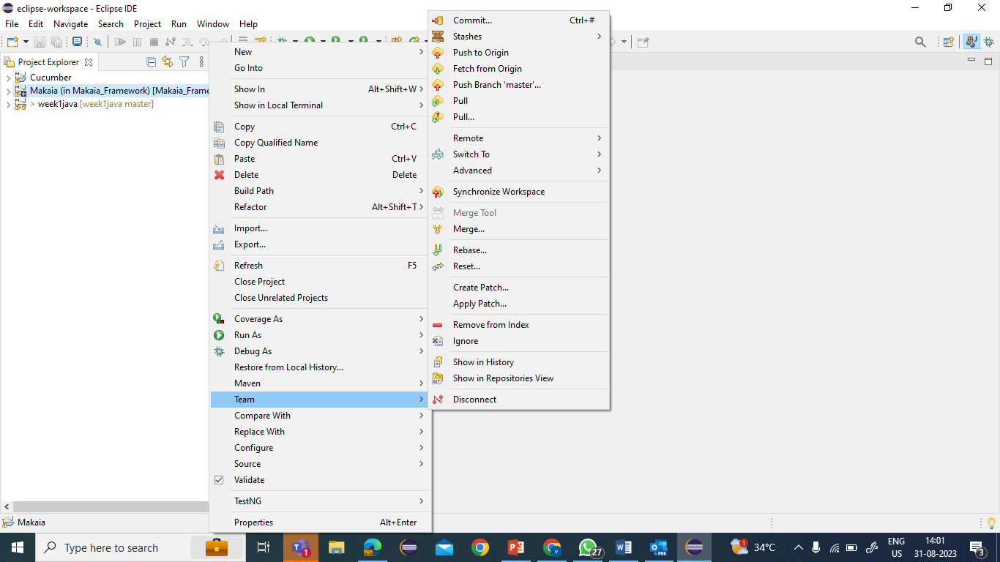 eclipse-workspace - Eclipse IDE
File Edit Navigate Search Project Run Window Help
Project Explorer
Cucumber
Makaia (in Makaia_Framework) [Makaia_Frame
> week1java [week1java master]
New
Go Into
Show In Alt+Shift+W
Show in Local Terminal
Copy Ctrl+C
Copy Qualified Name
Paste Ctrl+V
Delete Delete
Build Path
Refactor Alt+Shift+T
Import...
Export...
Refresh F5
Close Project
Close Unrelated Projects
Coverage As
Run As
Debug As
Restore from Local History...
Maven
Team
Compare With
Replace With
Configure
Source
Validate
TestNG
Properties Alt+Enter
Commit... Ctrl+#
Stashes
Push to Origin
Fetch from Origin
Push Branch 'master'...
Pull
Pull...
Remote
Switch To
Advanced
Synchronize Workspace
Merge Tool
Merge...
Rebase...
Reset...
Create Patch...
Apply Patch...
Remove from Index
Ignore
Show in History
GIT Show in Repositories View
Disconnect
Makaia
Type here to search
1
27
PRE
1
34°C
ENG
US
14:01
31-08-2023
3